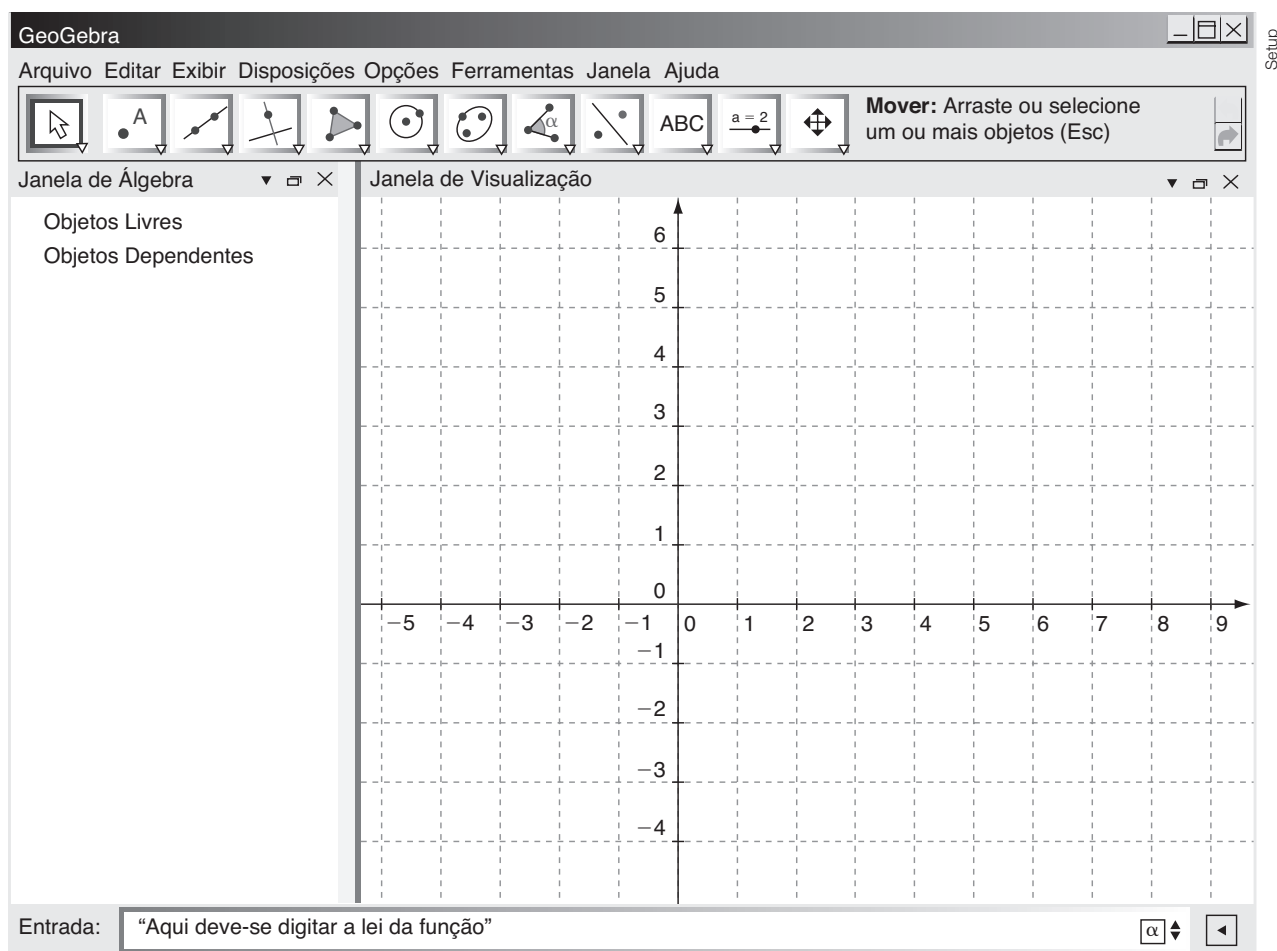 GeoGebra
Setup
Arquivo Editar Exibir Disposições Opções Ferramentas Janela Ajuda
A
α
ABC
a = 2
Mover: Arraste ou selecione
um ou mais objetos (Esc)
Janela de Álgebra
Janela de Visualização
Objetos Livres
Objetos Dependentes
6
5
4
3
2
1
0
−5 −4 −3 −2 −1 0 1 2 3 4 5 6 7 8 9
−1
−2
−3
−4
Entrada: “Aqui deve-se digitar a lei da função” α